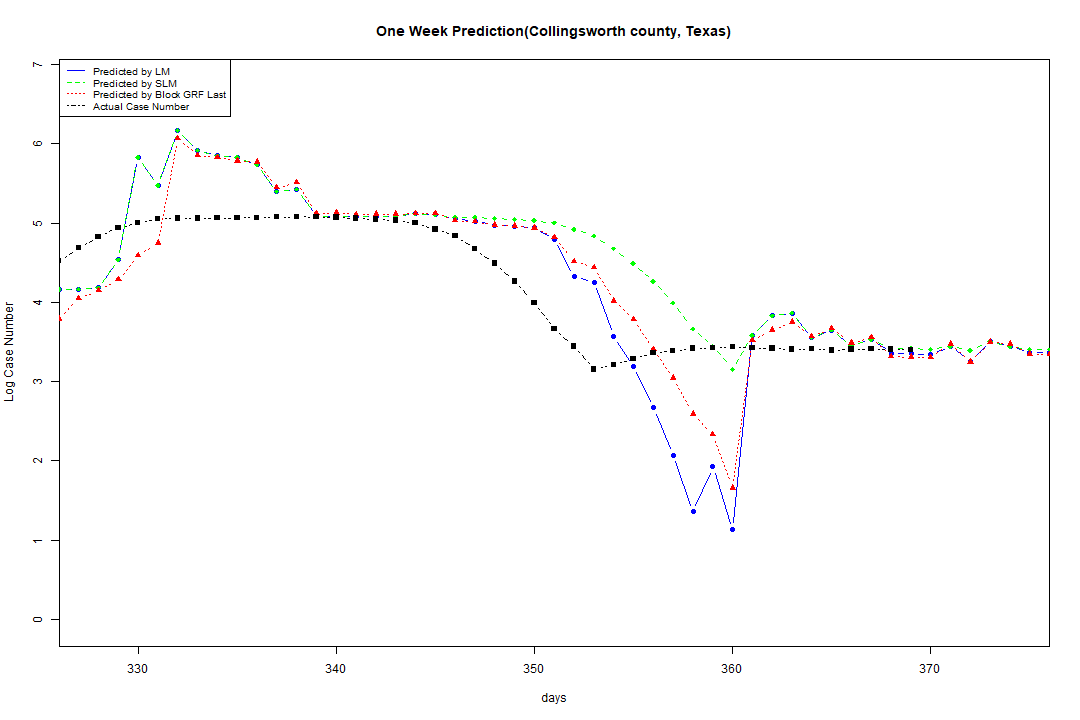 One Week Prediction(Collingsworth county, Texas)
Predicted by LM
Predicted by SLM
Predicted by Block GRF Last
Actual Case Number
7
6
5
4
3
2
1
0
Log Case Number
330 340 350 360 370
days